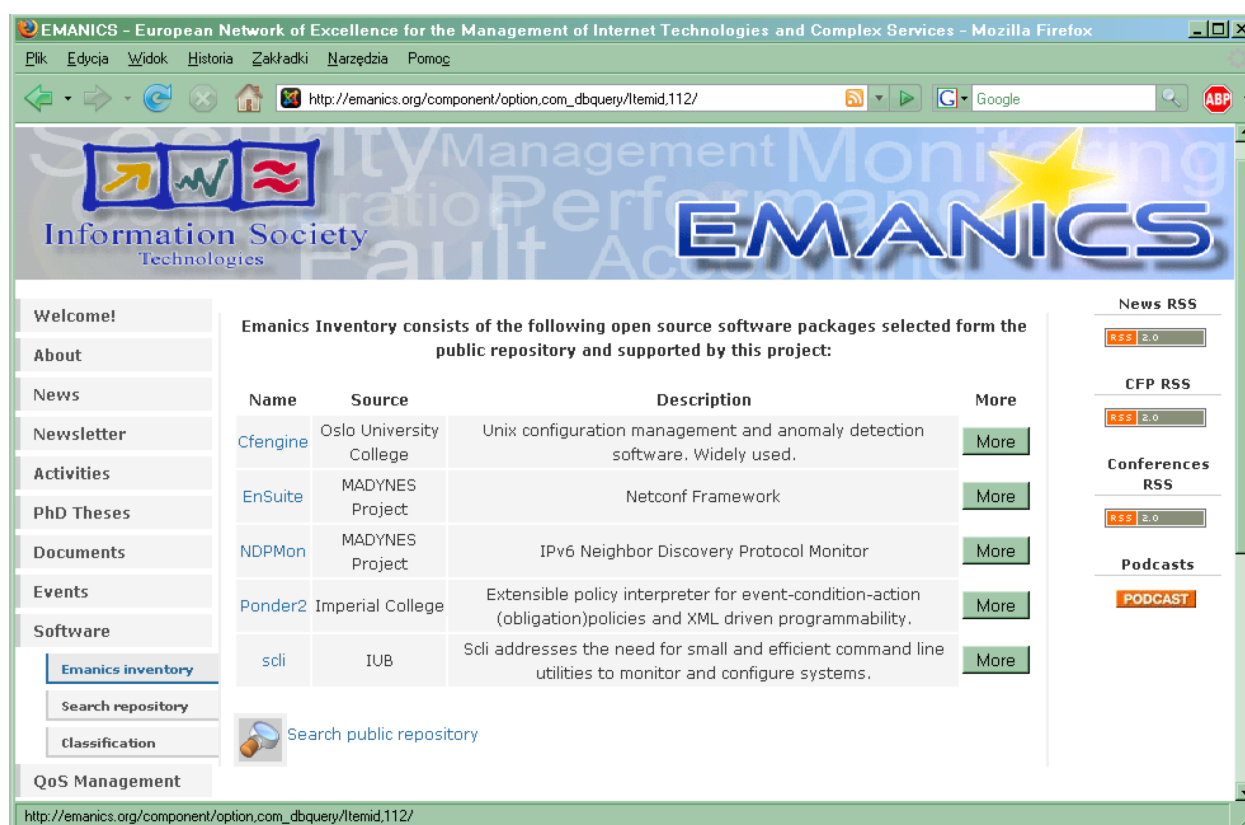 EMANICS - European Network of Excellence for the Management of Internet Technologies and Complex Services - Mozilla Firefox
Plik Edycja Widok Historia Zakładki Narzędzia Pomoc
http://emanics.org/component/option,com_dbquery/Itemid,112/
G Google
ABP
Security Management Monitoring
Configuration Performance
Fault Accounting
Information Society
Technologies
EMANICS
Welcome!
About
News
Newsletter
Activities
PhD Theses
Documents
Events
Software
Emanics inventory
Search repository
Classification
QoS Management
Emanics Inventory consists of the following open source software packages selected form the
public repository and supported by this project:
Name Source Description More
Cfengine Oslo University College Unix configuration management and anomaly detection software. Widely used. More
EnSuite MADYNES Project Netconf Framework More
NDPMon MADYNES Project IPv6 Neighbor Discovery Protocol Monitor More
Ponder2 Imperial College Extensible policy interpreter for event-condition-action (obligation)policies and XML driven programmability. More
scli IUB Scli addresses the need for small and efficient command line utilities to monitor and configure systems. More
Search public repository
News RSS
RSS 2.0
CFP RSS
RSS 2.0
Conferences
RSS
RSS 2.0
Podcasts
PODCAST
http://emanics.org/component/option,com_dbquery/Itemid,112/